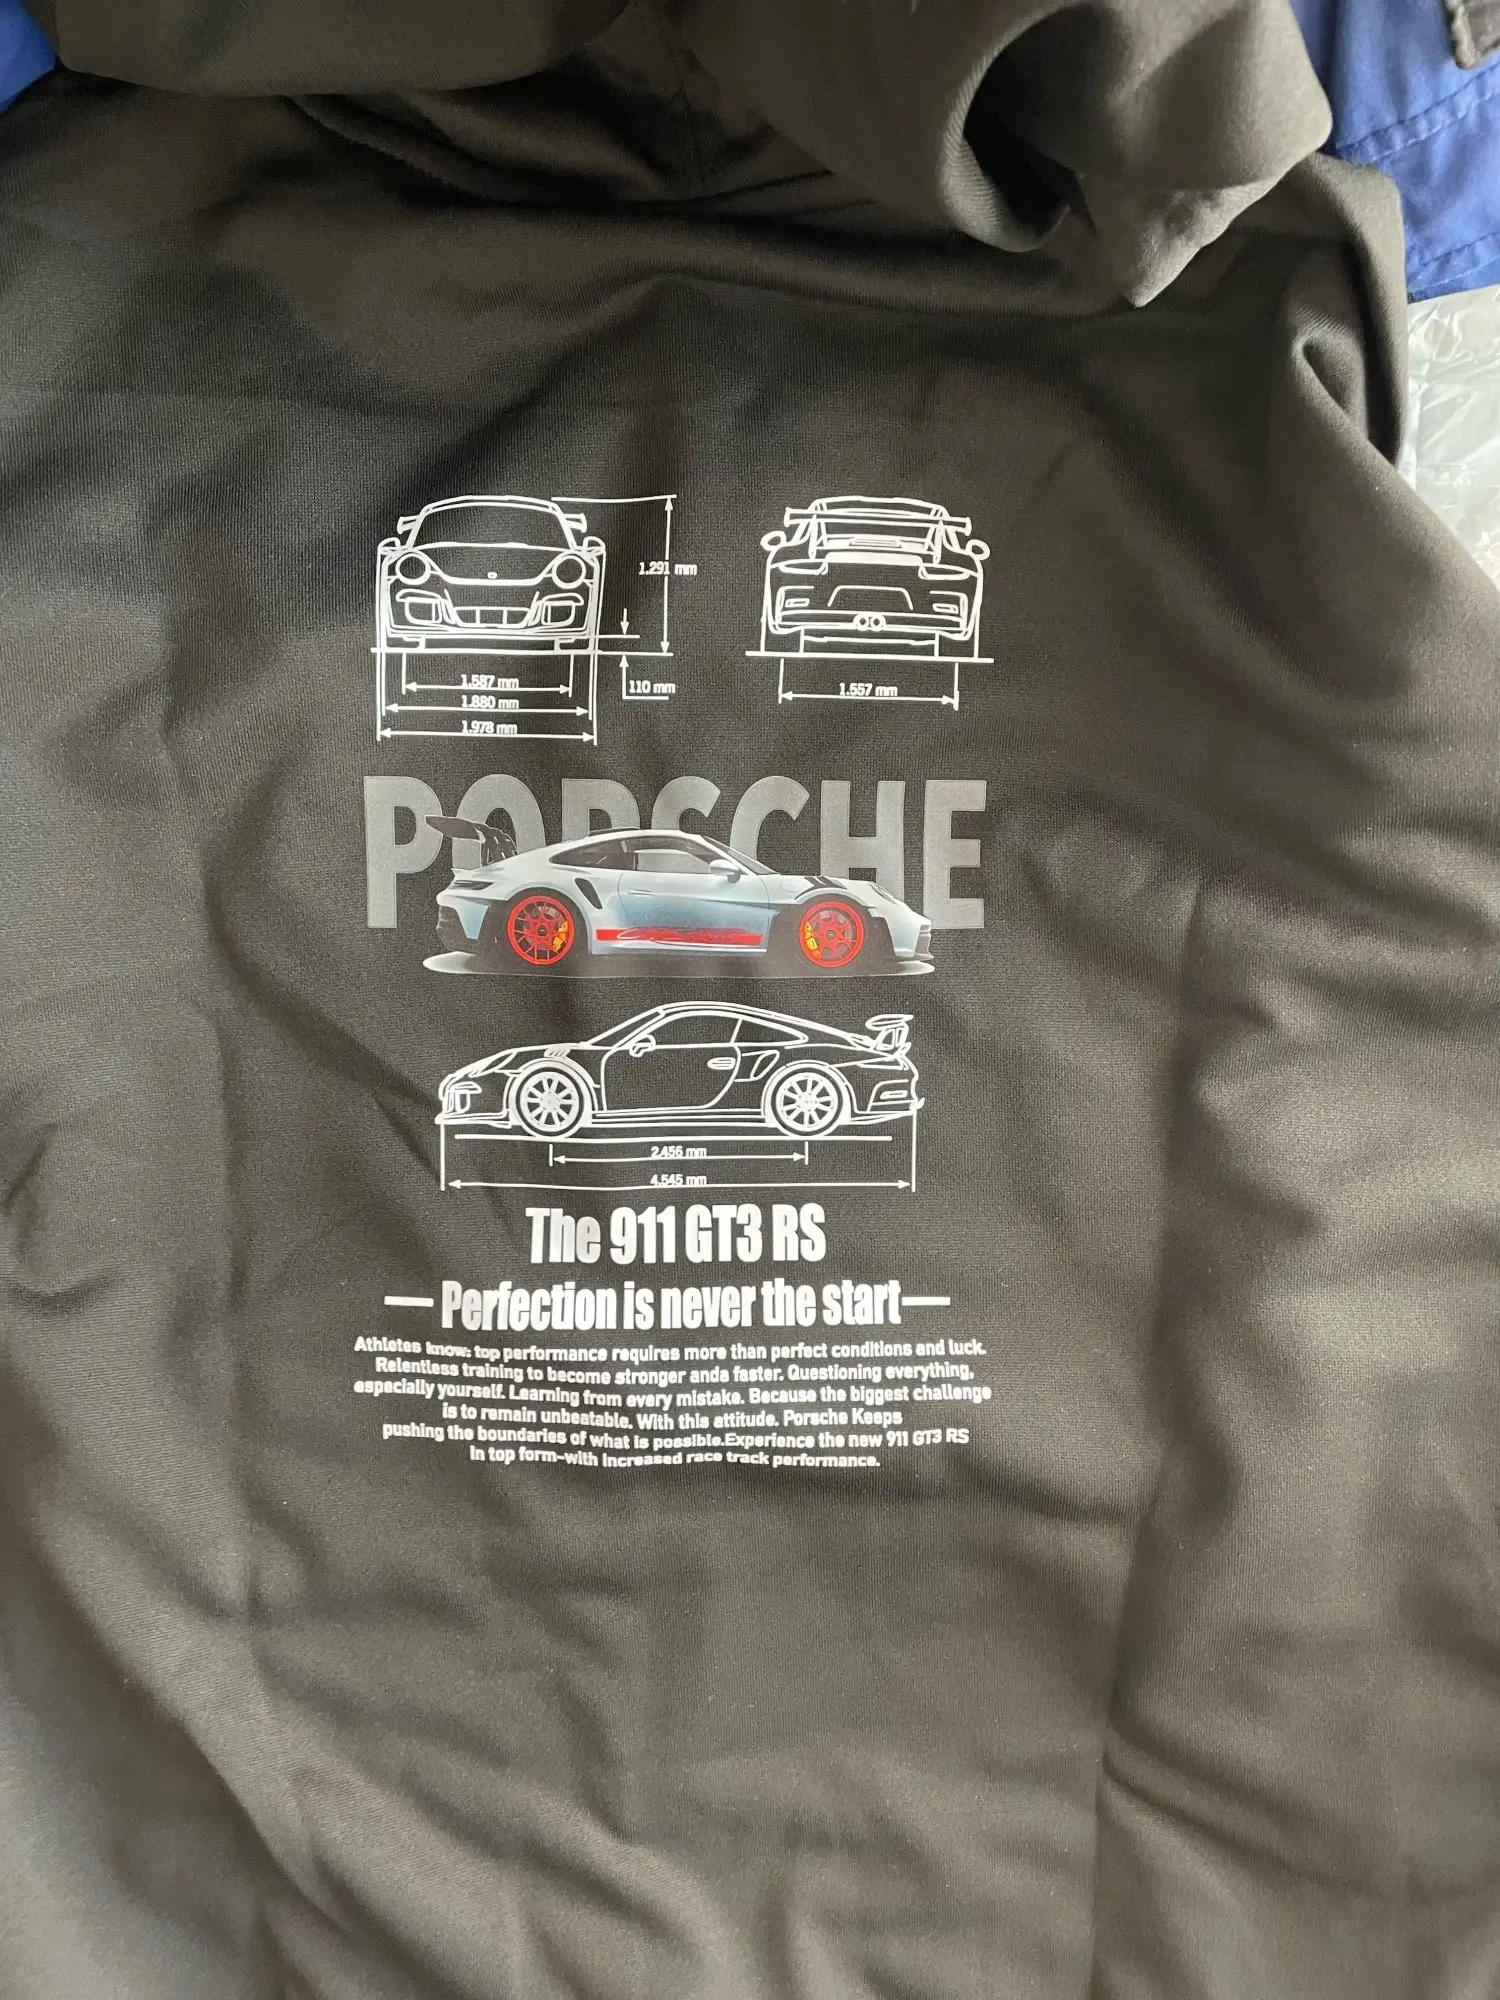 1.291 mm
110 mm
1.587 mm
1.880 mm
1.978 mm
1.557 mm
PORSCHE
2.456 mm
4.545 mm
The 911 GT3 RS
Perfection is never the start
Athletes know: top performance requires more than perfect conditions and luck.
Relentless training to become stronger anda faster. Questioning everything,
especially yourself. Learning from every mistake. Because the biggest challenge
is to remain unbeatable. With this attitude. Porsche Keeps
pushing the boundaries of what is possible.Experience the new 911 GT3 RS
In top form-with Increased race track performance.